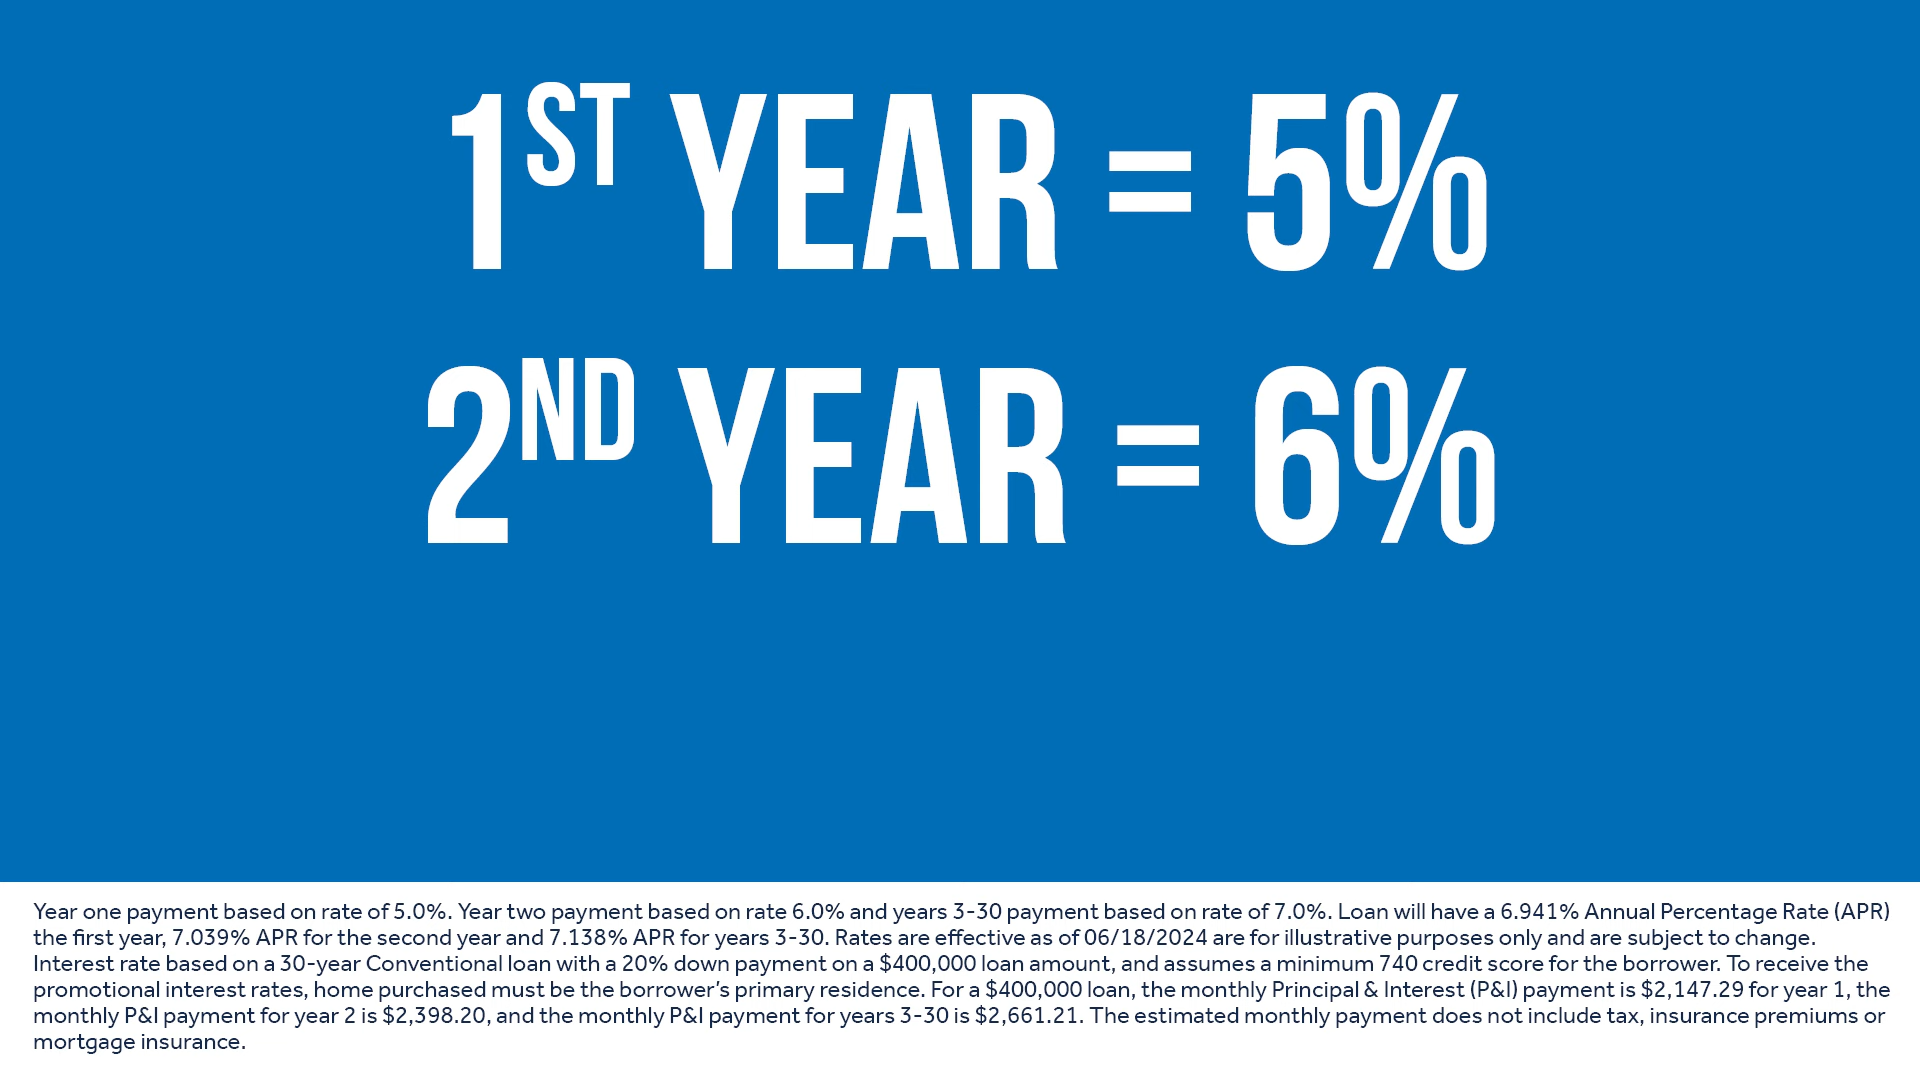 1ST YEAR = 5%
2ND YEAR = 6%
Year one payment based on rate of 5.0%. Year two payment based on rate 6.0% and years 3-30 payment based on rate of 7.0%. Loan will have a 6.941% Annual Percentage Rate (APR)
the first year, 7.039% APR for the second year and 7.138% APR for years 3-30. Rates are effective as of 06/18/2024 are for illustrative purposes only and are subject to change.
Interest rate based on a 30-year Conventional loan with a 20% down payment on a $400,000 loan amount, and assumes a minimum 740 credit score for the borrower. To receive the
promotional interest rates, home purchased must be the borrower’s primary residence. For a $400,000 loan, the monthly Principal & Interest (P&I) payment is $2,147.29 for year 1, the
monthly P&I payment for year 2 is $2,398.20, and the monthly P&I payment for years 3-30 is $2,661.21. The estimated monthly payment does not include tax, insurance premiums or
mortgage insurance.